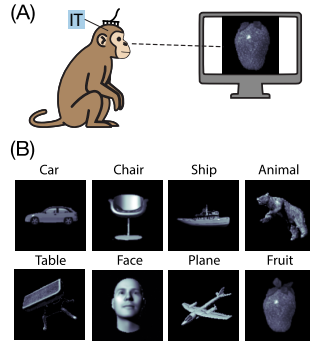 (A)
IT
(B)
Car Chair Ship Animal
Table Face Plane Fruit